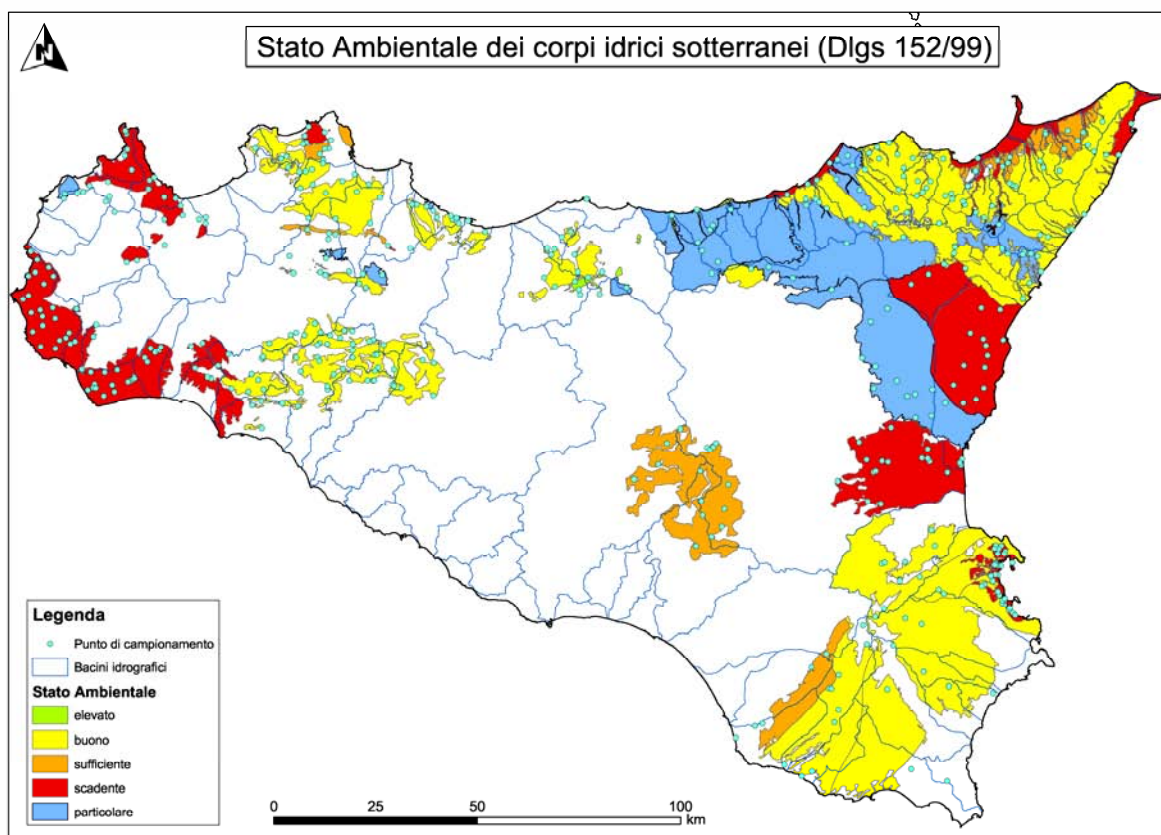 Stato Ambientale dei corpi idrici sotterranei (Dlgs 152/99)
N
Legenda
Punto di campionamento
Bacini idrografici
Stato Ambientale
elevato
buono
sufficiente
scadente
particolare
0 25 50 100
km